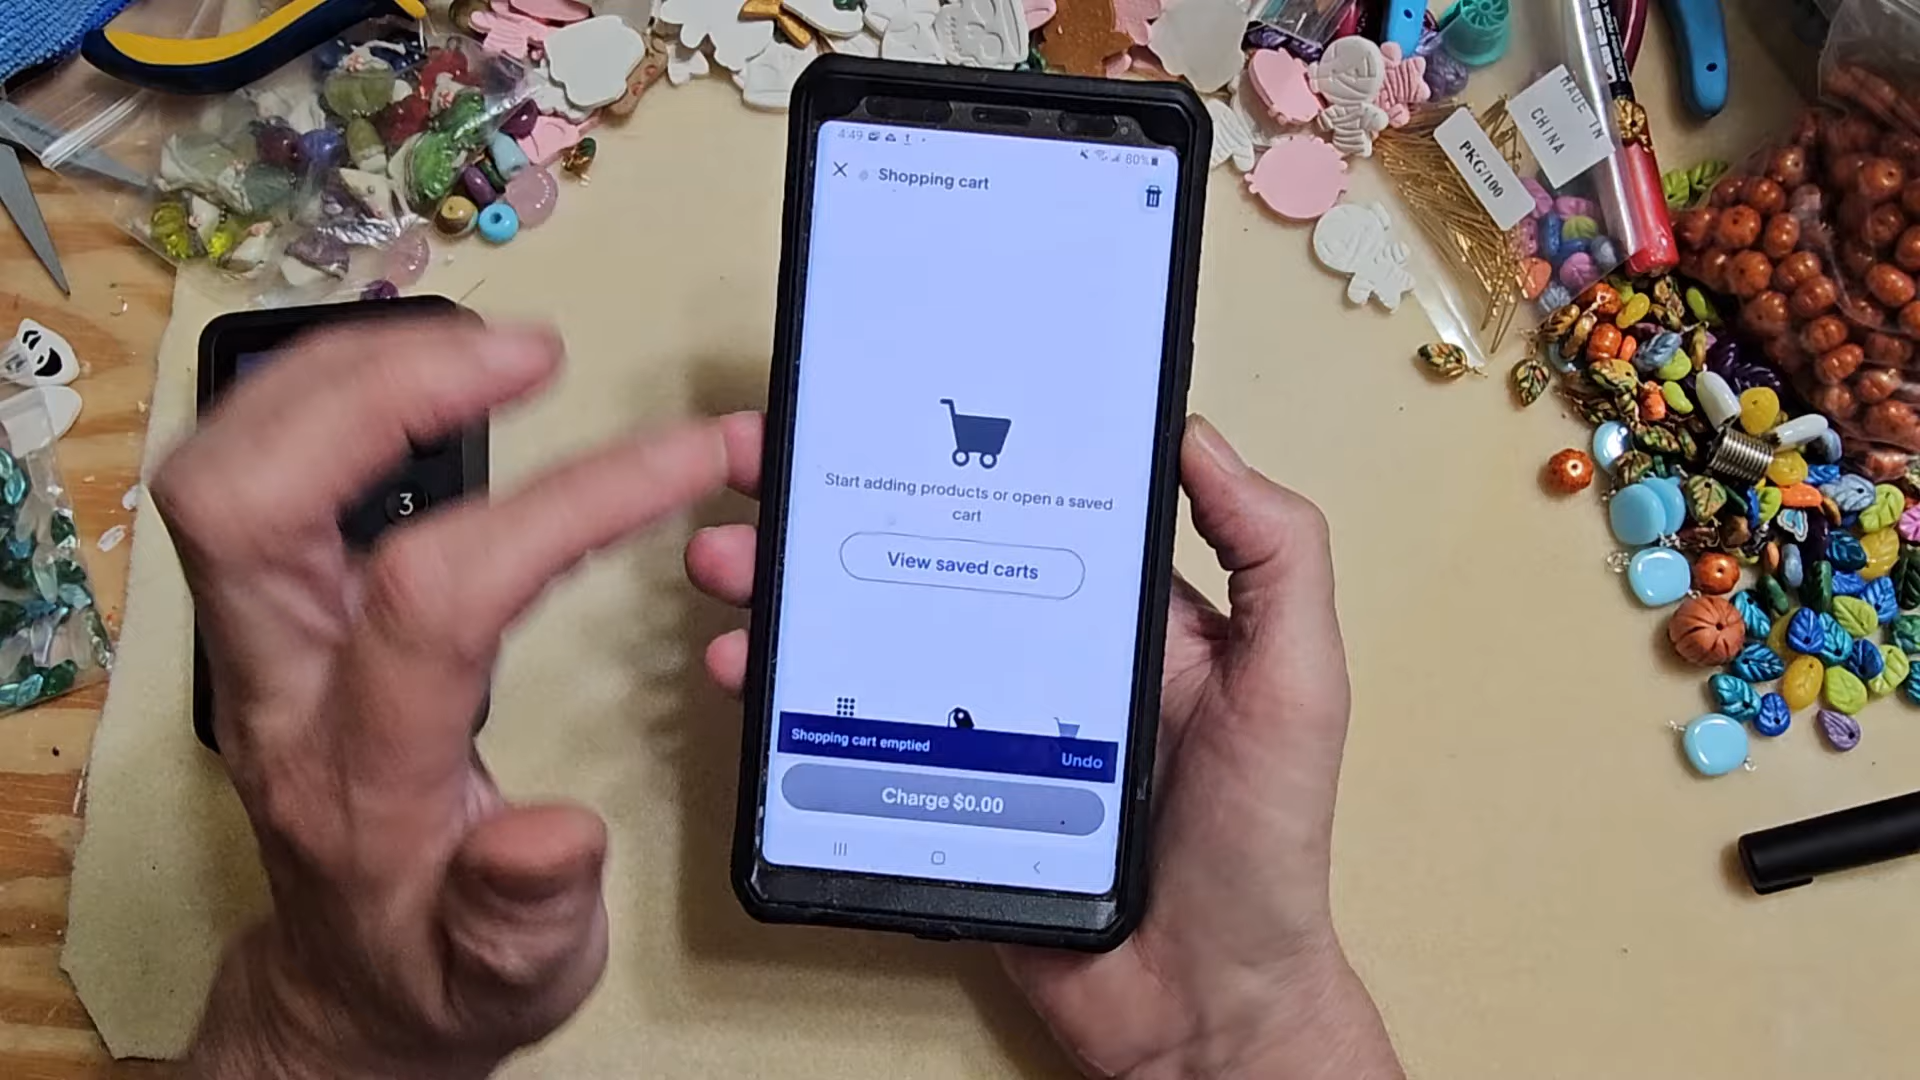 4:49
80%
Shopping cart
Start adding products or open a saved
cart
View saved carts
Shopping cart emptied
Undo
Charge $0.00
3
PKG/100
MADE IN
CHINA